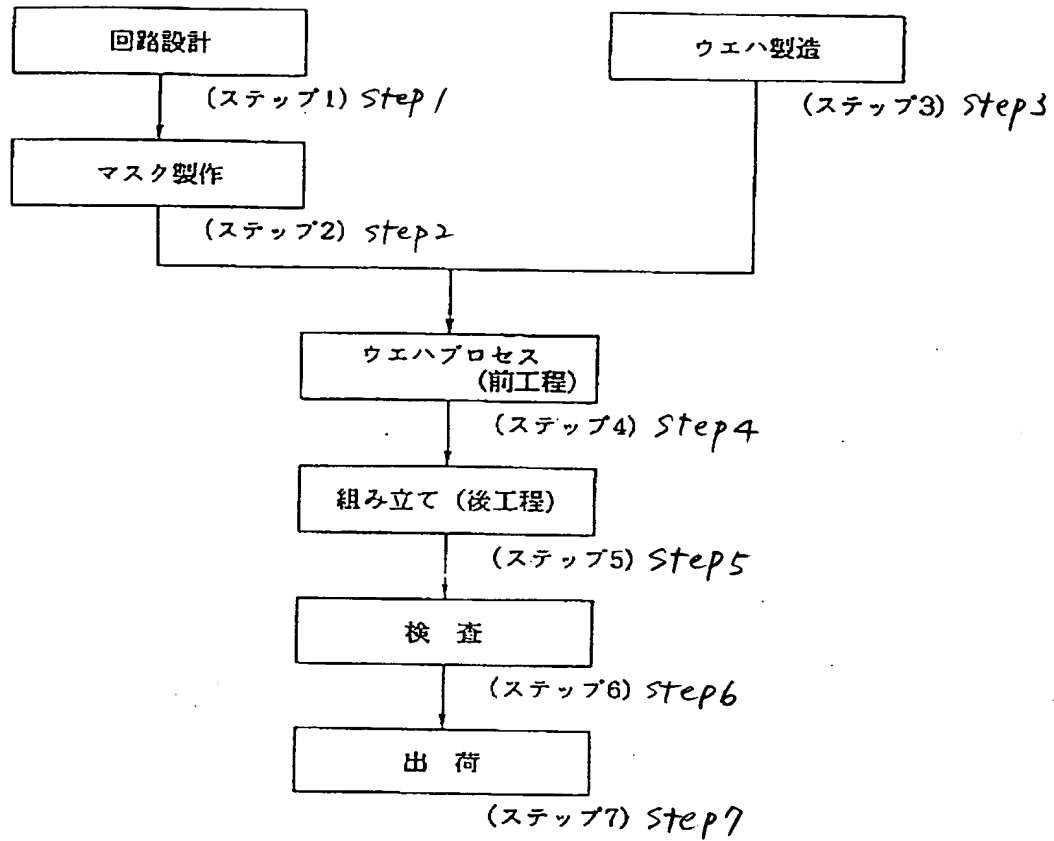 回路設計
(ステップ1) Step 1
マスク製作
(ステップ2) step2
ウエハ製造
(ステップ3) Step3
ウエハプロセス
(前工程)
(ステップ4) Step4
組み立て (後工程)
(ステップ5) Step5
検 査
(ステップ6) Step6
出 荷
(ステップ7) Step7